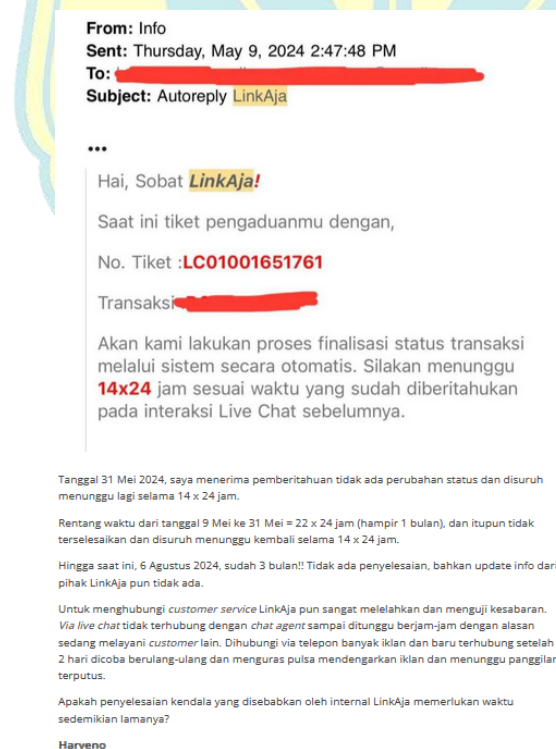 From: Info
Sent: Thursday, May 9, 2024 2:47:48 PM
To:
Subject: Autoreply LinkAja
•••
Hai, Sobat LinkAja!
Saat ini tiket pengaduanmu dengan,
No. Tiket :LC01001651761
Transaksi
Akan kami lakukan proses finalisasi status transaksi
melalui sistem secara otomatis. Silakan menunggu
14x24 jam sesuai waktu yang sudah diberitahukan
pada interaksi Live Chat sebelumnya.
Tanggal 31 Mei 2024, saya menerima pemberitahuan tidak ada perubahan status dan disuruh
menunggu lagi selama 14 x 24 jam.
Rentang waktu dari tanggal 9 Mei ke 31 Mei = 22 x 24 jam (hampir 1 bulan), dan itupun tidak
terselesaikan dan disuruh menunggu kembali selama 14 x 24 jam.
Hingga saat ini, 6 Agustus 2024, sudah 3 bulan!! Tidak ada penyelesaian, bahkan update info dari
pihak LinkAja pun tidak ada.
Untuk menghubungi customer service LinkAja pun sangat melelahkan dan menguji kesabaran.
Via live chat tidak terhubung dengan chat agent sampai ditunggu berjam-jam dengan alasan
sedang melayani customer lain. Dihubungi via telepon banyak iklan dan baru terhubung setelah
2 hari dicoba berulang-ulang dan menguras pulsa mendengarkan iklan dan menunggu panggilan
terputus.
Apakah penyelesaian kendala yang disebabkan oleh internal LinkAja memerlukan waktu
sedemikian lamanya?
Harveno